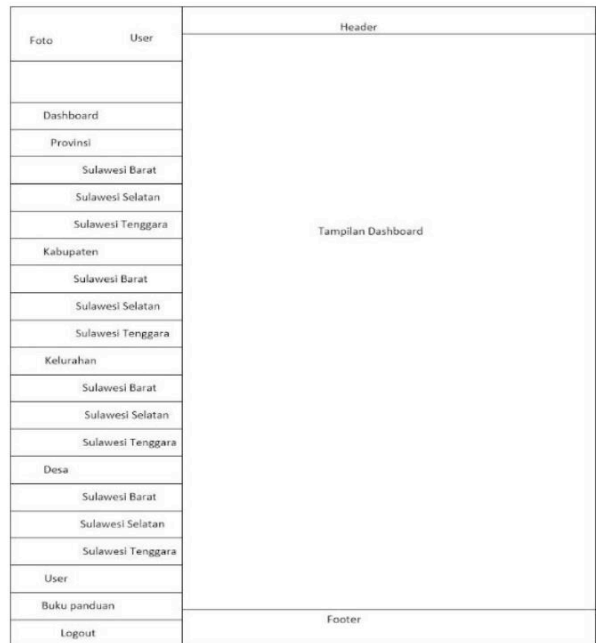 Header
Foto User
Dashboard
Provinsi
Sulawesi Barat
Sulawesi Selatan
Sulawesi Tenggara
Kabupaten
Sulawesi Barat
Sulawesi Selatan
Sulawesi Tenggara
Kelurahan
Sulawesi Barat
Sulawesi Selatan
Sulawesi Tenggara
Desa
Sulawesi Barat
Sulawesi Selatan
Sulawesi Tenggara
User
Buku panduan
Logout
Tampilan Dashboard
Footer